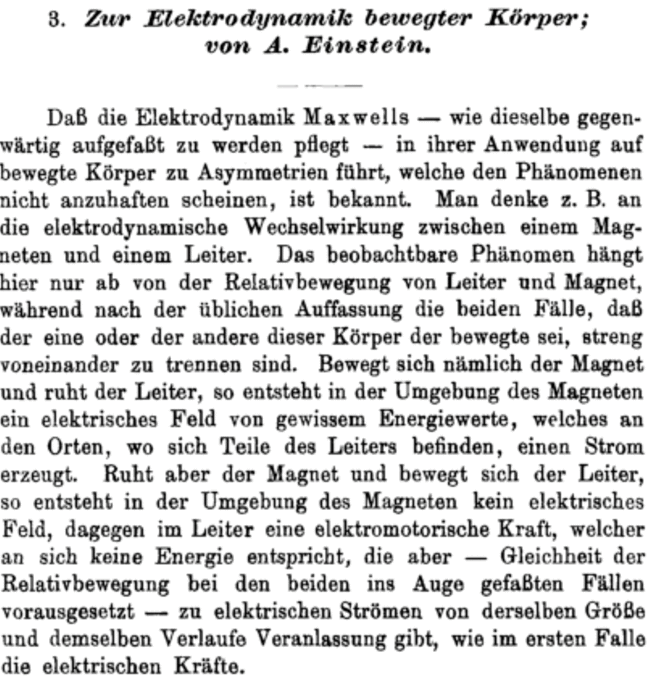 3. Zur Elektrodynamik bewegter Körper;
von A. Einstein.
Daß die Elektrodynamik Maxwells — wie dieselbe gegen-
wärtig aufgefaßt zu werden pflegt — in ihrer Anwendung auf
bewegte Körper zu Asymmetrien führt, welche den Phänomenen
nicht anzuhaften scheinen, ist bekannt. Man denke z. B. an
die elektrodynamische Wechselwirkung zwischen einem Mag-
neten und einem Leiter. Das beobachtbare Phänomen hängt
hier nur ab von der Relativbewegung von Leiter und Magnet,
während nach der üblichen Auffassung die beiden Fälle, daß
der eine oder der andere dieser Körper der bewegte sei, streng
voneinander zu trennen sind. Bewegt sich nämlich der Magnet
und ruht der Leiter, so entsteht in der Umgebung des Magneten
ein elektrisches Feld von gewissem Energiewerte, welches an
den Orten, wo sich Teile des Leiters befinden, einen Strom
erzeugt. Ruht aber der Magnet und bewegt sich der Leiter,
so entsteht in der Umgebung des Magneten kein elektrisches
Feld, dagegen im Leiter eine elektromotorische Kraft, welcher
an sich keine Energie entspricht, die aber — Gleichheit der
Relativbewegung bei den beiden ins Auge gefaßten Fällen
vorausgesetzt — zu elektrischen Strömen von derselben Größe
und demselben Verlaufe Veranlassung gibt, wie im ersten Falle
die elektrischen Kräfte.